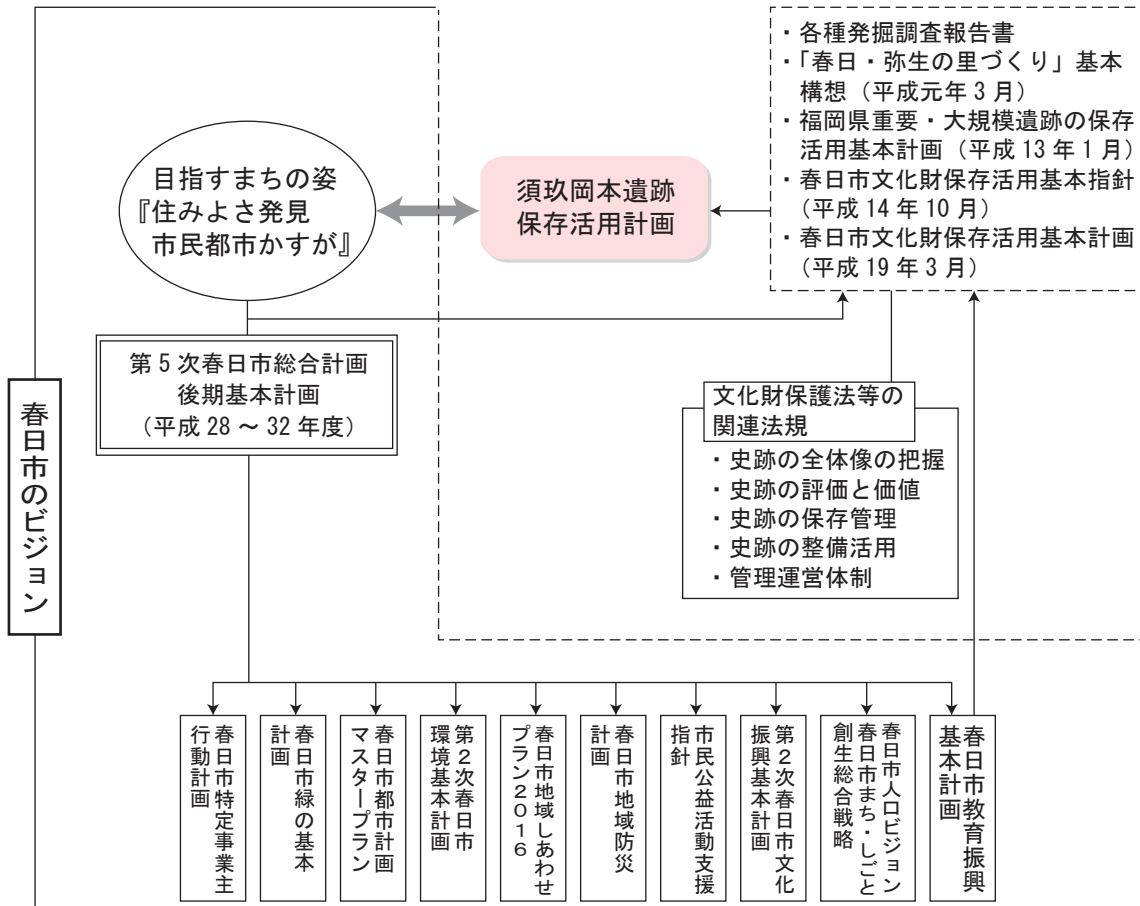 ・各種発掘調査報告書
・「春日・弥生の里づくり」基本
構想（平成元年 3 月）
・福岡県重要・大規模遺跡の保存
活用基本計画（平成 13 年 1 月）
・春日市文化財保存活用基本指針
（平成 14 年 10 月）
・春日市文化財保存活用基本計画
（平成 19 年 3 月）
目指すまちの姿
『住みよさ発見
市民都市かすが』
須玖岡本遺跡
保存活用計画
第 5 次春日市総合計画
後期基本計画
（平成 28 ～ 32 年度）
春日市のビジョン
文化財保護法等の
関連法規
・史跡の全体像の把握
・史跡の評価と価値
・史跡の保存管理
・史跡の整備活用
・管理運営体制
春日市特定事業主
行動計画
春日市緑の基本
計画
春日市都市計画
マスタープラン
第２次春日市
環境基本計画
春日市地域しあわせ
プラン２０１６
春日市地域防災
計画
市民公益活動支援
指針
第２次春日市文化
振興基本計画
春日市人口ビジョン
春日市まち・しごと
創生総合戦略
春日市教育振興
基本計画